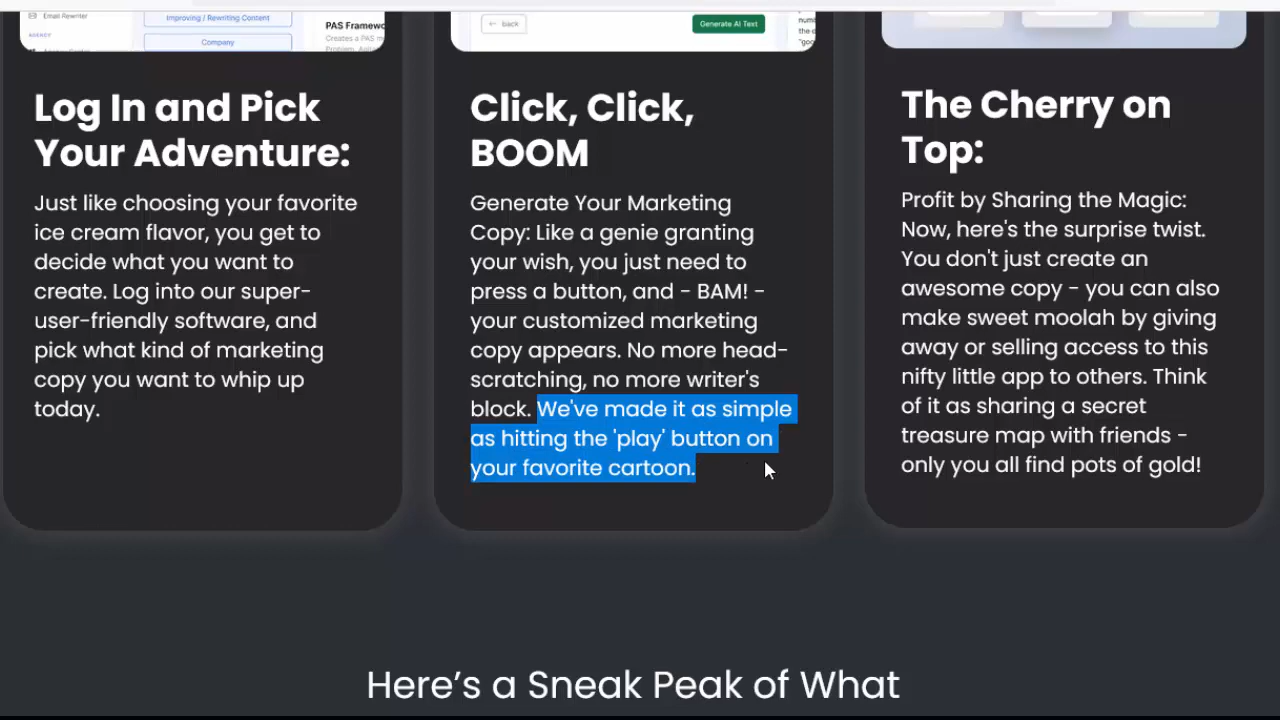 Email Rewriter
AGENCY
Improving / Rewriting Content
Company
PAS Framewo
Creates a PAS
back
Generate AI Text
Log In and Pick
Your Adventure:
Just like choosing your favorite
ice cream flavor, you get to
decide what you want to
create. Log into our super-
user-friendly software, and
pick what kind of marketing
copy you want to whip up
today.
Click, Click,
BOOM
Generate Your Marketing
Copy: Like a genie granting
your wish, you just need to
press a button, and - BAM! -
your customized marketing
copy appears. No more head-
scratching, no more writer's
block. We've made it as simple
as hitting the 'play' button on
your favorite cartoon.
The Cherry on
Top:
Profit by Sharing the Magic:
Now, here's the surprise twist.
You don't just create an
awesome copy - you can also
make sweet moolah by giving
away or selling access to this
nifty little app to others. Think
of it as sharing a secret
treasure map with friends -
only you all find pots of gold!
Here's a Sneak Peak of What